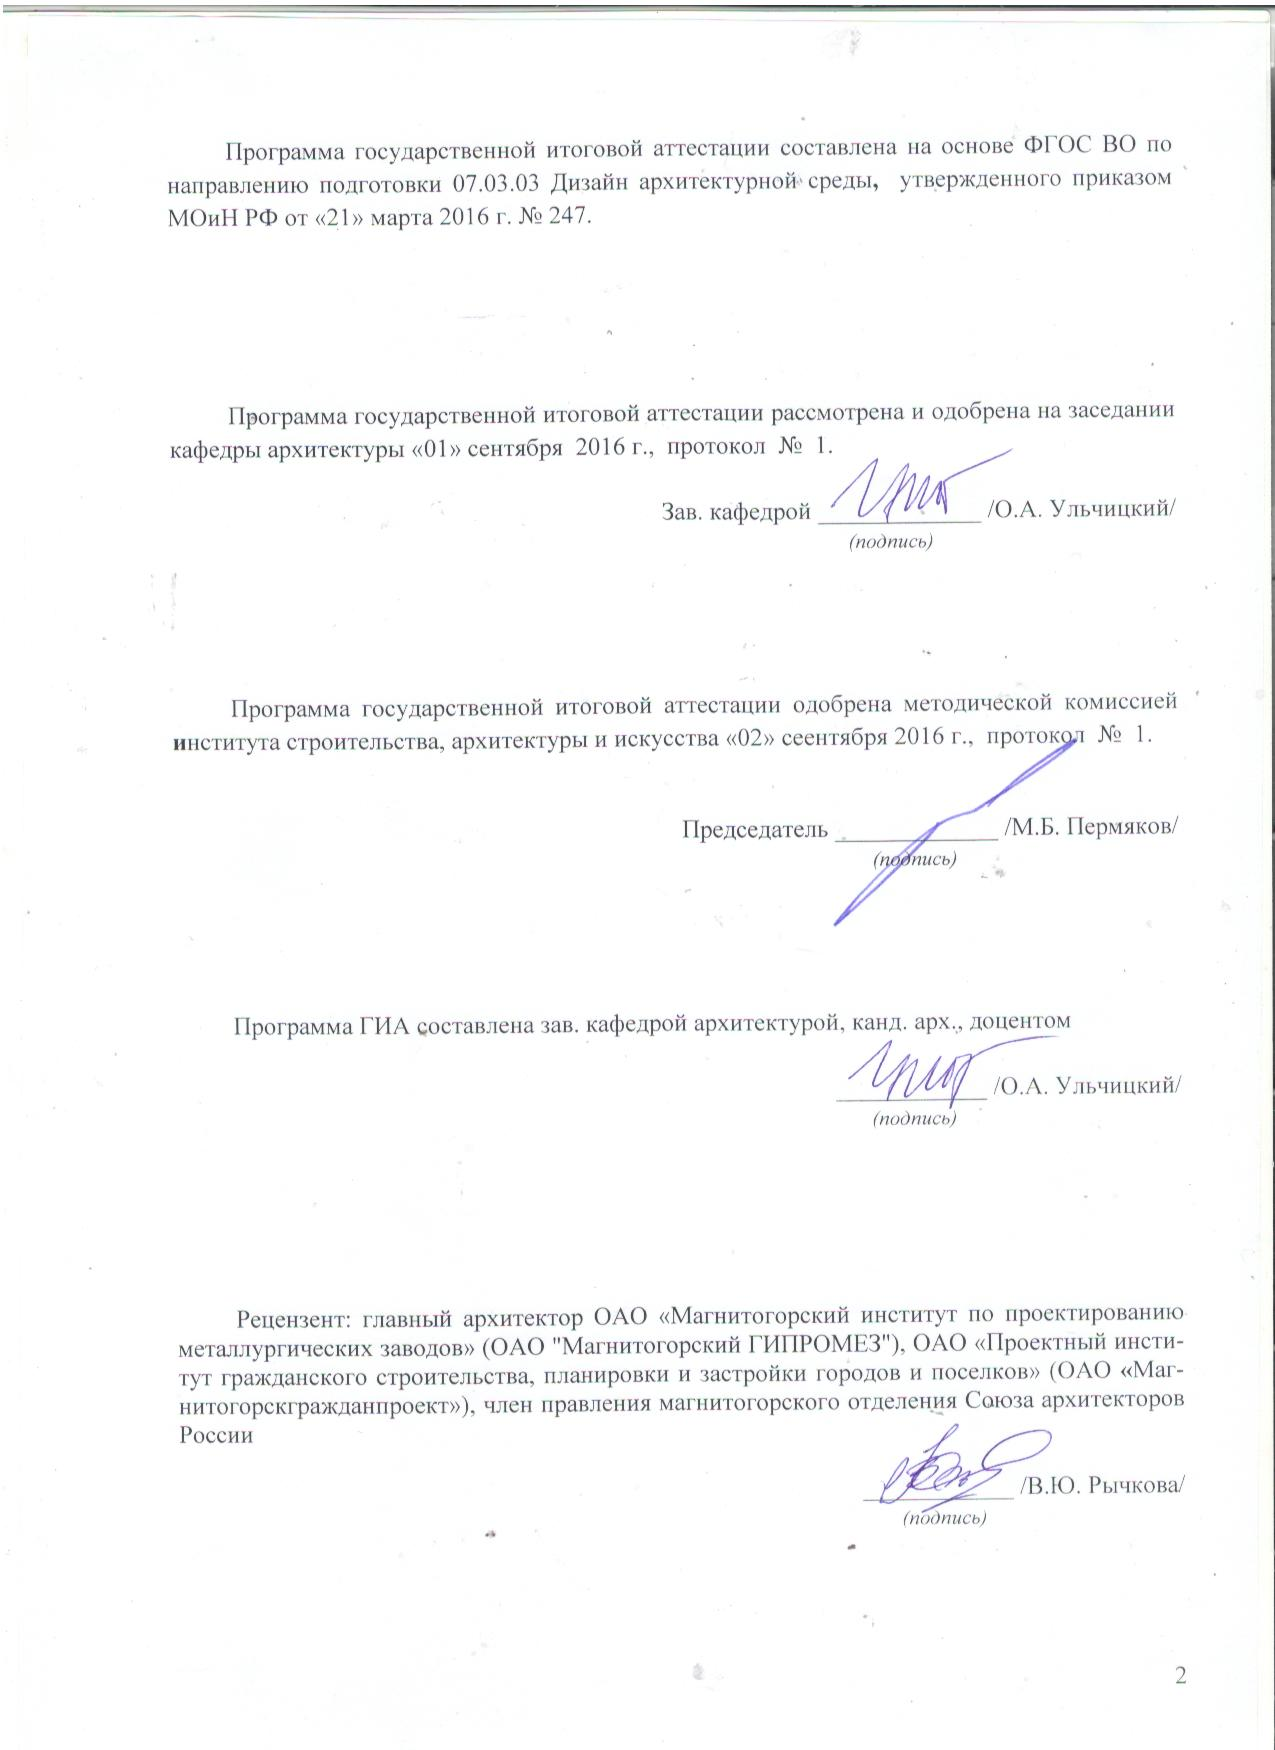 Программа государственной итоговой аттестации составлена на основе ФГОС ВО по
направлению подготовки 07.03.03 Дизайн архитектурной среды, утвержденного приказом
МОиН РФ от «21» марта 2016 г. № 247.
Программа государственной итоговой аттестации рассмотрена и одобрена на заседании
кафедры архитектуры «01» сентября 2016 г., протокол № 1.
Зав. кафедрой _____________ /О.А. Ульчицкий/
(подпись)
Программа государственной итоговой аттестации одобрена методической комиссией
института строительства, архитектуры и искусства «02» сеентября 2016 г., протокол № 1.
Председатель _____________ /М.Б. Пермяков/
(подпись)
Программа ГИА составлена зав. кафедрой архитектурой, канд. арх., доцентом
____________ /О.А. Ульчицкий/
(подпись)
Рецензент: главный архитектор ОАО «Магнитогорский институт по проектированию
металлургических заводов» (ОАО "Магнитогорский ГИПРОМЕЗ"), ОАО «Проектный инсти-
тут гражданского строительства, планировки и застройки городов и поселков» (ОАО «Маг-
нитогорскгражданпроект»), член правления магнитогорского отделения Союза архитекторов
России
____________ /В.Ю. Рычкова/
(подпись)
2